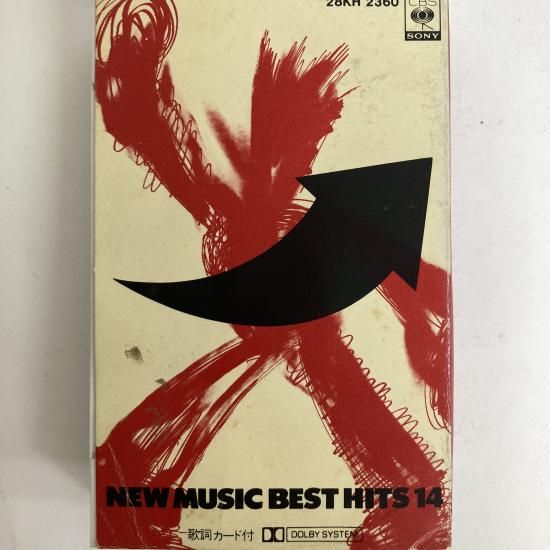 28KH 2360
CBS
SONY
NEW MUSIC BEST HITS 14
歌詞カード付 DOLBY SYSTEM